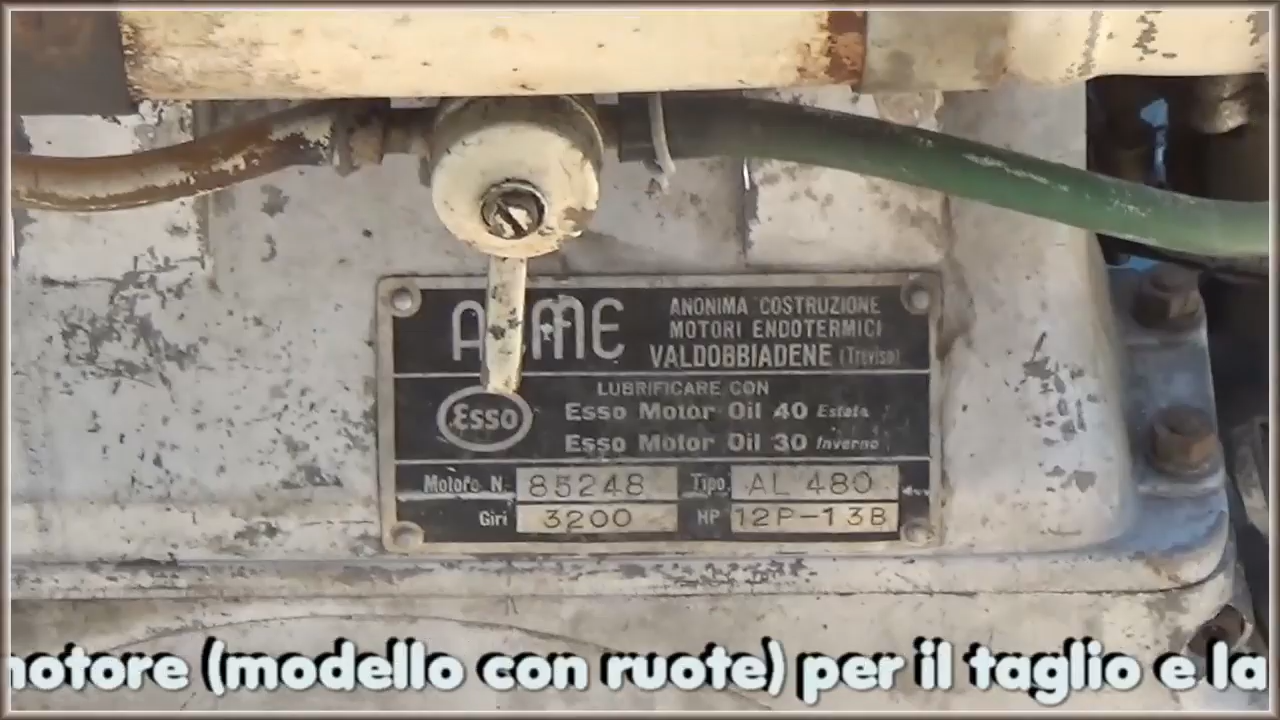 ANONIMA COSTRUZIONE
MOTORI ENDOTERMICI
VALDOBBIADENE (Treviso)
LUBRIFICARE CON
Esso
Esso Motor Oil 40 Estate
Esso Motor Oil 30 Inverno
Motore N. 85248 Tipo AL 480
Giri 3200 HP 12P-13B
motore (modello con ruote) per il taglio e la